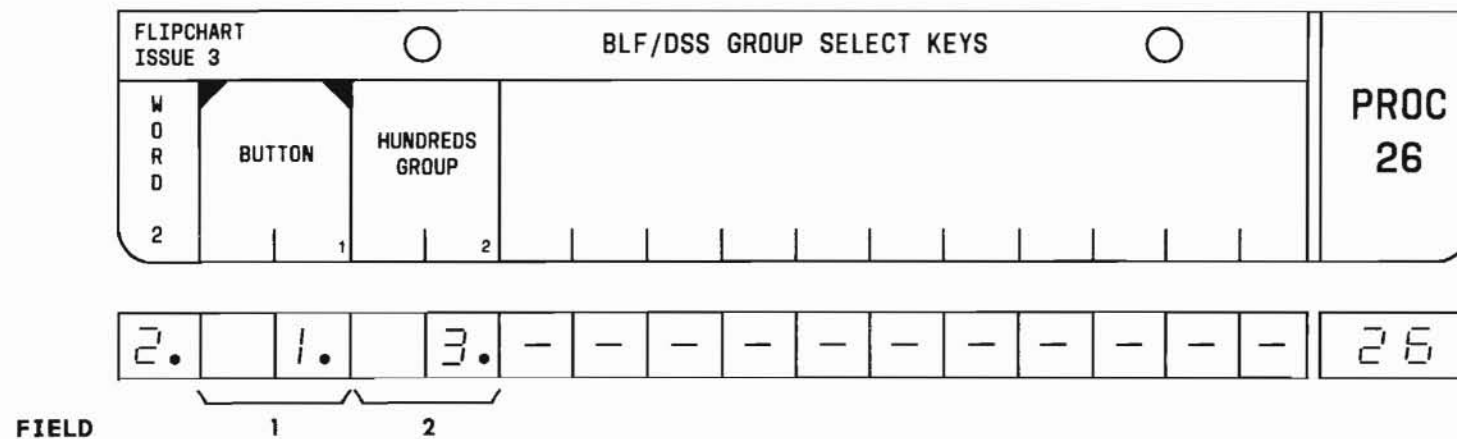 FLIPCHART
ISSUE 3
BLF/DSS GROUP SELECT KEYS
PROC
26
WORD
2
BUTTON
1
HUNDREDS
GROUP
2
2. 1. 3. – – – – – – – – – – – 26
FIELD 1 2